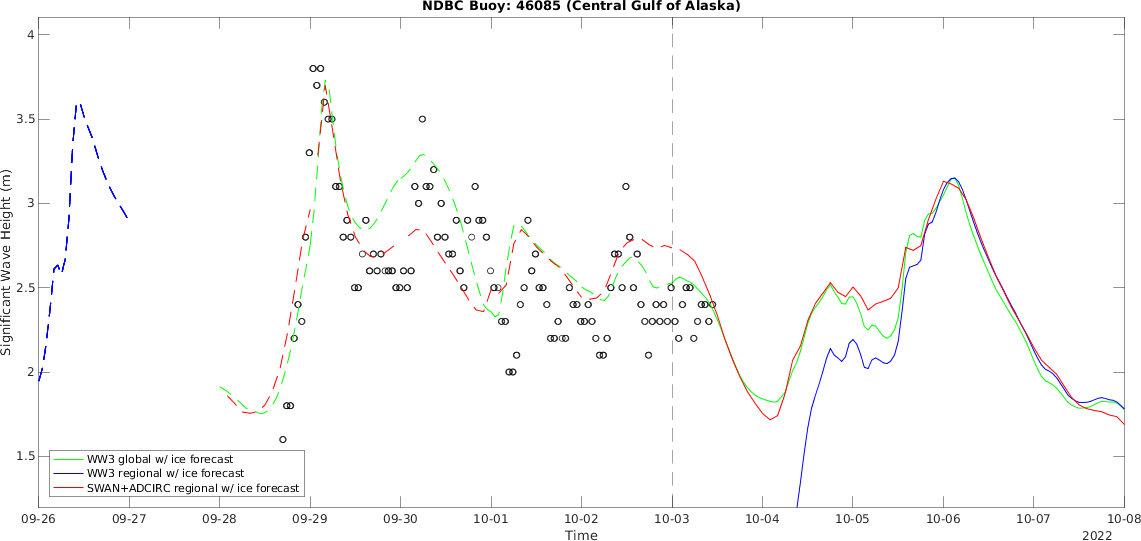 NDBC Buoy: 46085 (Central Gulf of Alaska)
4
3.5
3
2.5
2
1.5
Significant Wave Height (m)
WW3 global w/ ice forecast
WW3 regional w/ ice forecast
SWAN+ADCIRC regional w/ ice forecast
09-26 09-27 09-28 09-29 09-30 10-01 10-02 10-03 10-04 10-05 10-06 10-07 10-08
Time
2022